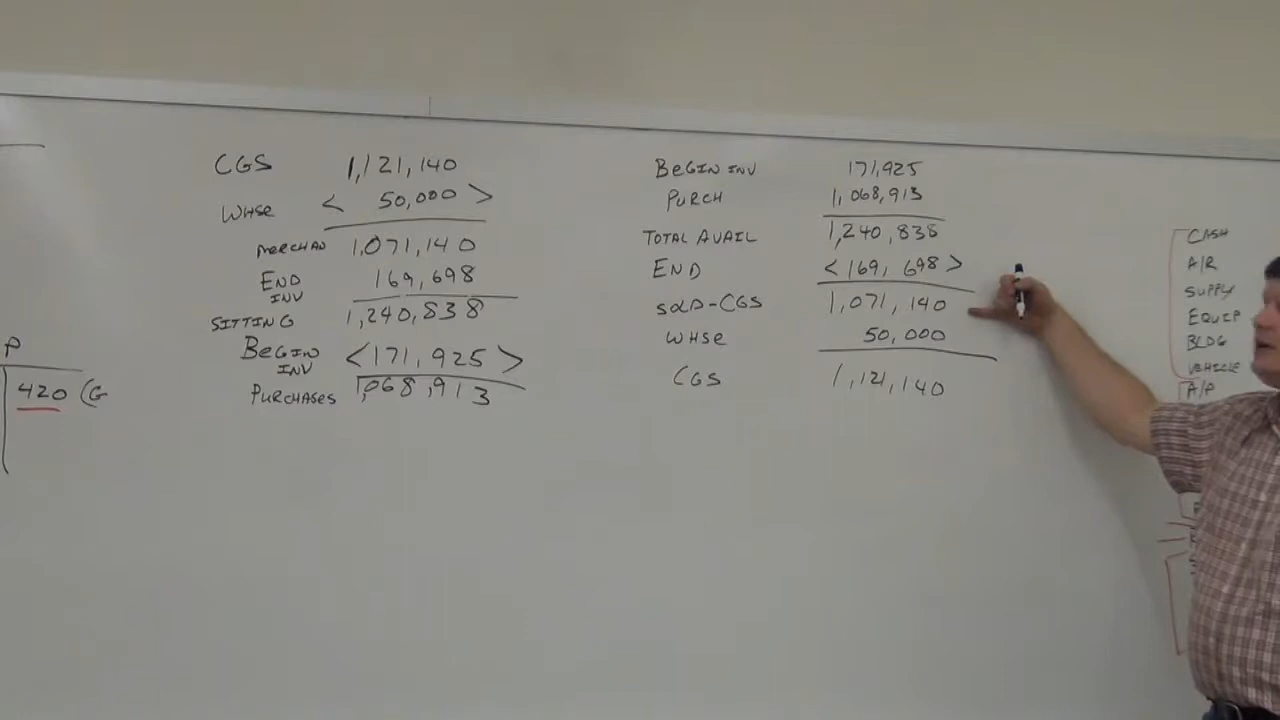 CGS 1,121,140
WHSE < 50,000 >
MERCHAN 1,071,140
END INV 169,698
SITTING 1,240,838
BEGIN INV <171,925>
PURCHASES 1,068,913
BEGIN INV 171,925
PURCH 1,068,913
TOTAL AVAIL 1,240,838
END <169,698>
SOLD-CGS 1,071,140
WHSE 50,000
CGS 1,121,140
P
420 (G
CASH
A/R
SUPPLY
EQUIP
BLDG
VEHICLE
A/P